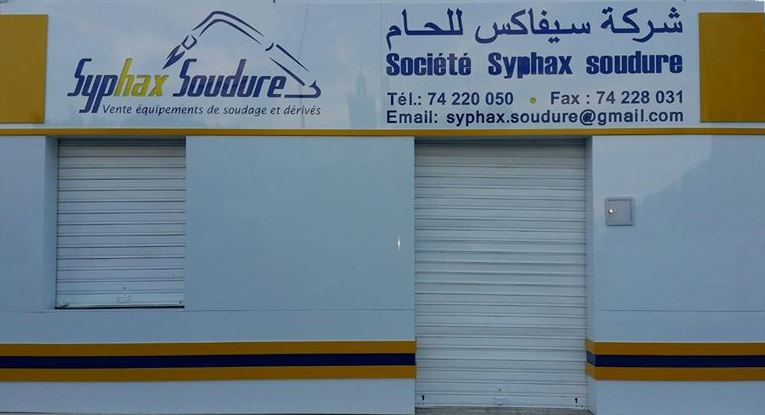 Syphax Soudure
Vente équipements de soudage et dérivés
شركة سيفاكس للحام
Société Syphax soudure
Tél.: 74 220 050 • Fax : 74 228 031
Email: syphax.soudure@gmail.com